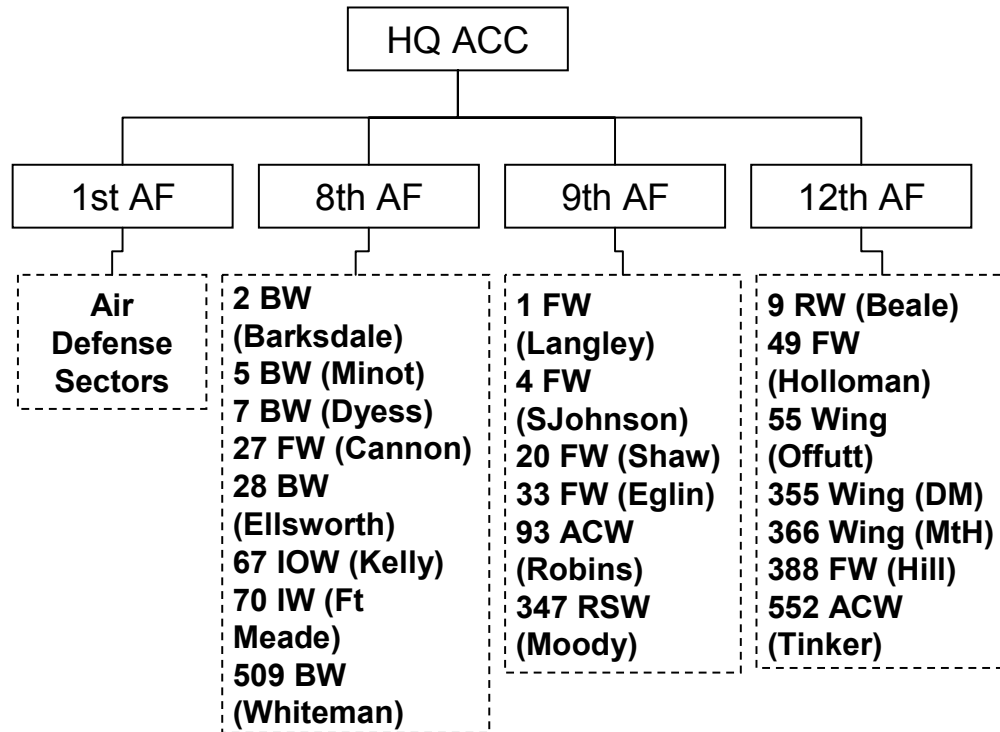 HQ ACC
1st AF
8th AF
9th AF
12th AF
Air
Defense
Sectors
2 BW
(Barksdale)
5 BW (Minot)
7 BW (Dyess)
27 FW (Cannon)
28 BW
(Ellsworth)
67 IOW (Kelly)
70 IW (Ft
Meade)
509 BW
(Whiteman)
1 FW
(Langley)
4 FW
(SJohnson)
20 FW (Shaw)
33 FW (Eglin)
93 ACW
(Robins)
347 RSW
(Moody)
9 RW (Beale)
49 FW
(Holloman)
55 Wing
(Offutt)
355 Wing (DM)
366 Wing (MtH)
388 FW (Hill)
552 ACW
(Tinker)